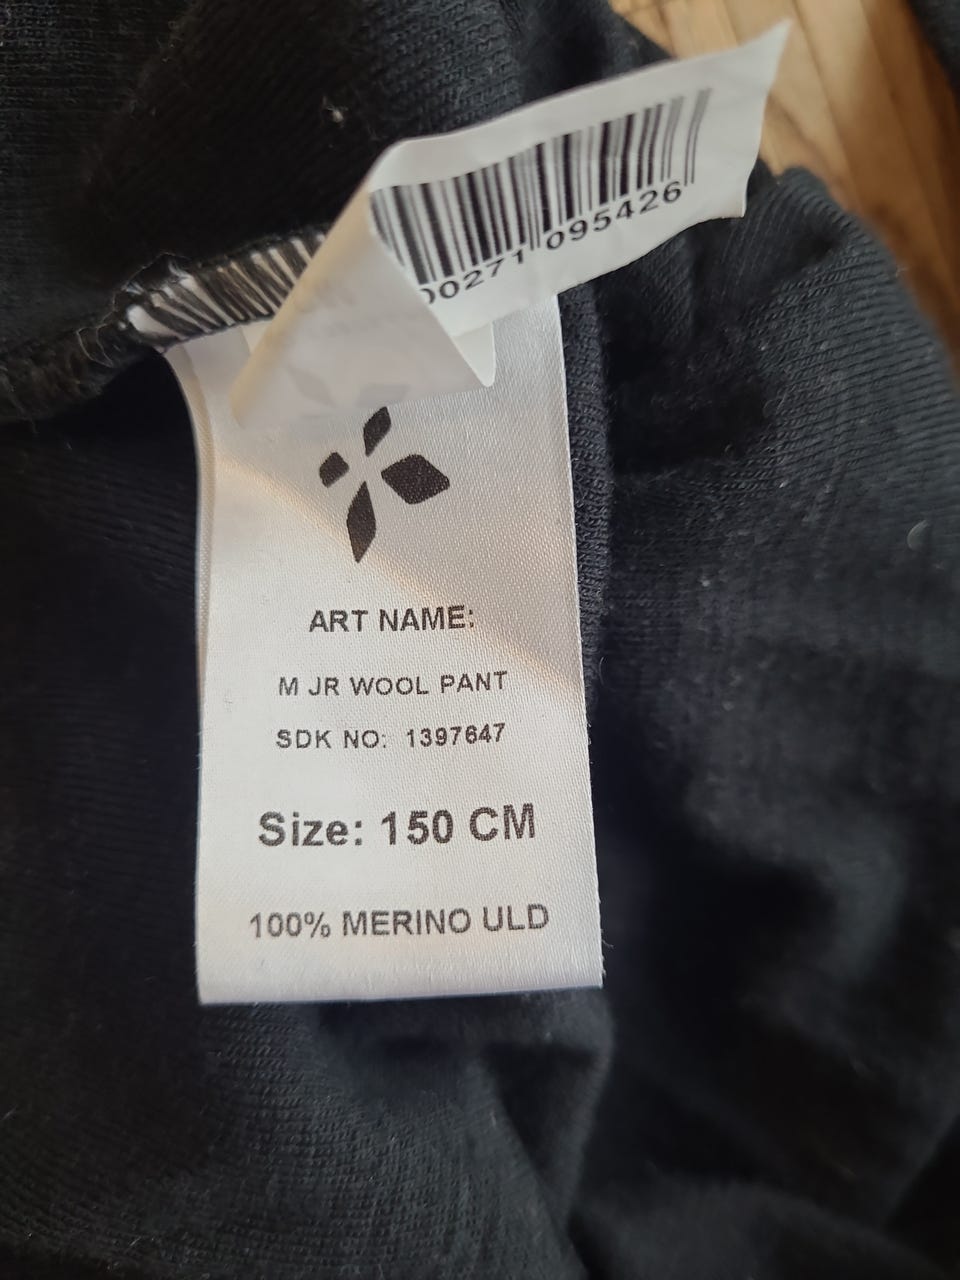 00271 095426
ART NAME:
M JR WOOL PANT
SDK NO: 1397647
Size: 150 CM
100% MERINO ULD